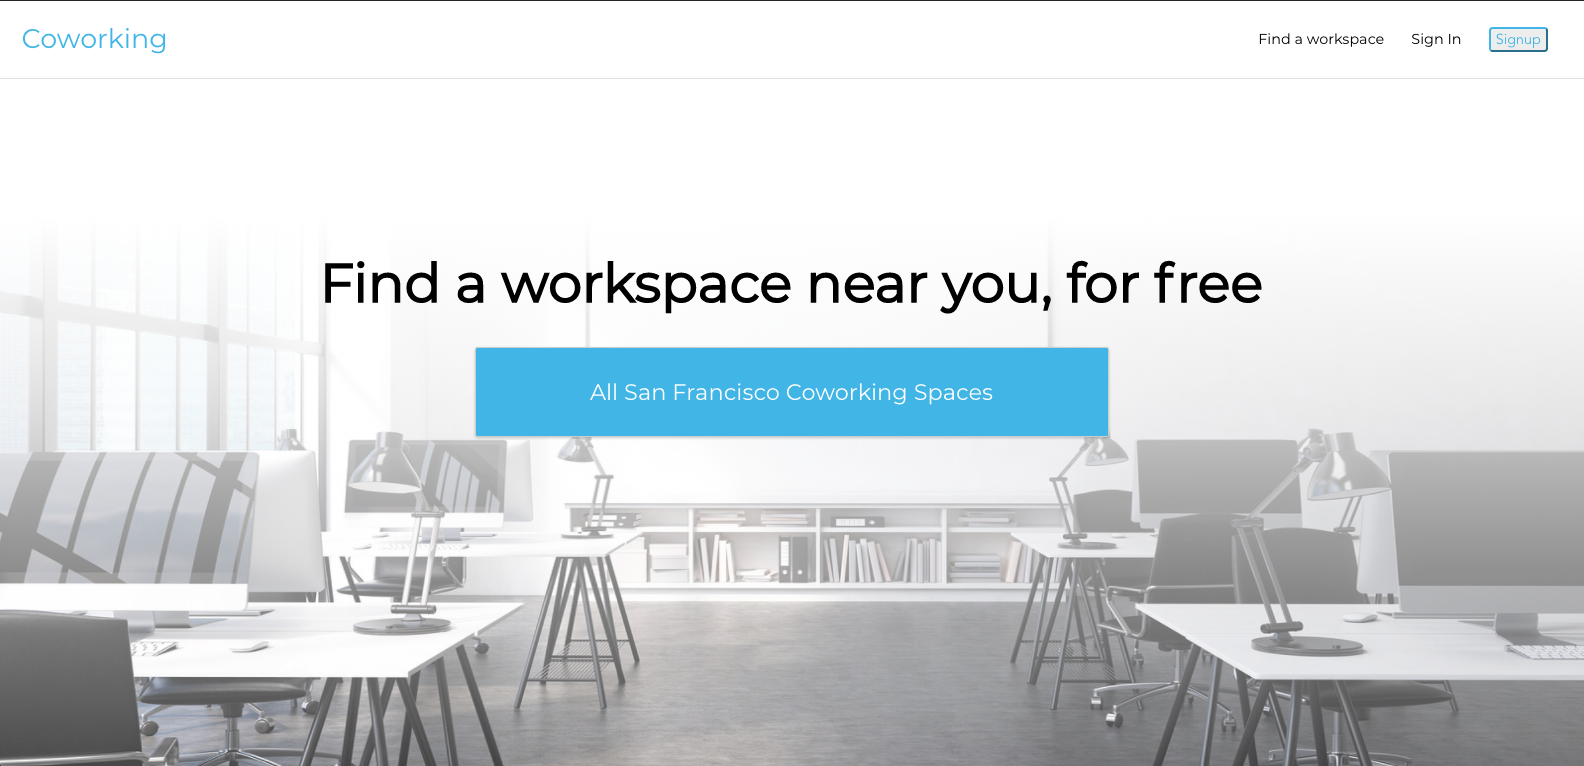 Coworking
Find a workspace
Sign In
Signup
Find a workspace near you, for free
All San Francisco Coworking Spaces